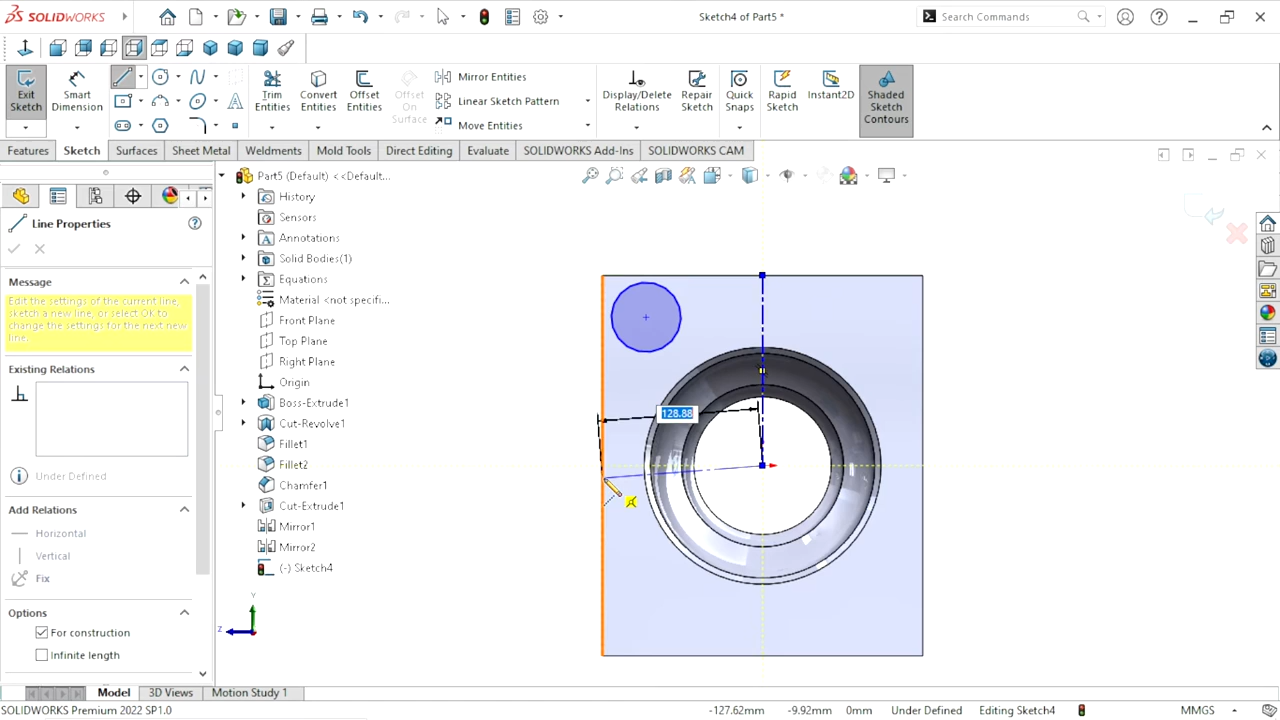 SOLIDWORKS
Sketch4 of Part5 *
Search Commands
Exit Sketch
Smart Dimension
Trim Entities
Convert Entities
Offset Entities
Offset On Surface
Mirror Entities
Linear Sketch Pattern
Move Entities
Display/Delete Relations
Repair Sketch
Quick Snaps
Rapid Sketch
Instant2D
Shaded Sketch Contours
Features
Sketch
Surfaces
Sheet Metal
Weldments
Mold Tools
Direct Editing
Evaluate
SOLIDWORKS Add-Ins
SOLIDWORKS CAM
Line Properties
Message
Edit the settings of the current line,
sketch a new line, or select OK to
change the settings for the next new
line.
Existing Relations
Under Defined
Add Relations
Horizontal
Vertical
Fix
Options
For construction
Infinite length
Part5 (Default) <<Default...
History
Sensors
Annotations
Solid Bodies(1)
Equations
Material <not specifi...
Front Plane
Top Plane
Right Plane
Origin
Boss-Extrude1
Cut-Revolve1
Fillet1
Fillet2
Chamfer1
Cut-Extrude1
Mirror1
Mirror2
(-) Sketch4
128.88
Y
Z
Model
3D Views
Motion Study 1
SOLIDWORKS Premium 2022 SP1.0
-127.62mm
-9.92mm
0mm
Under Defined
Editing Sketch4
MMGS